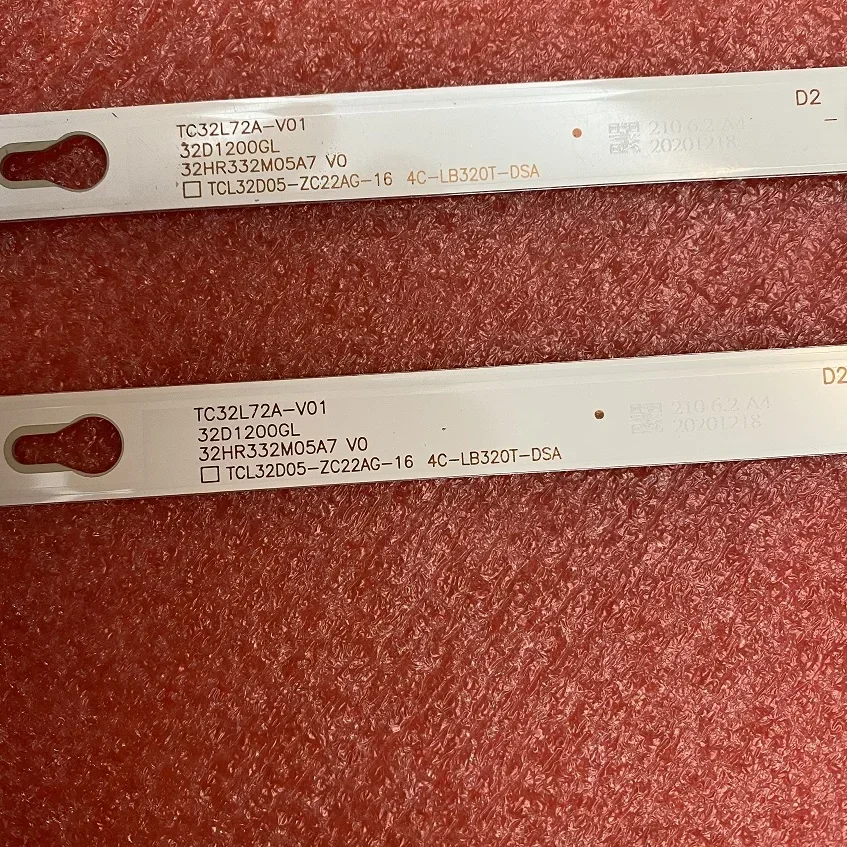 TC32L72A-V01
32D1200GL
32HR332M05A7 V0
TCL32D05-ZC22AG-16 4C-LB320T-DSA
210 6.2 A4
20201218
D2
TC32L72A-V01
32D1200GL
32HR332M05A7 V0
TCL32D05-ZC22AG-16 4C-LB320T-DSA
210 6.2 A4
20201218
D2